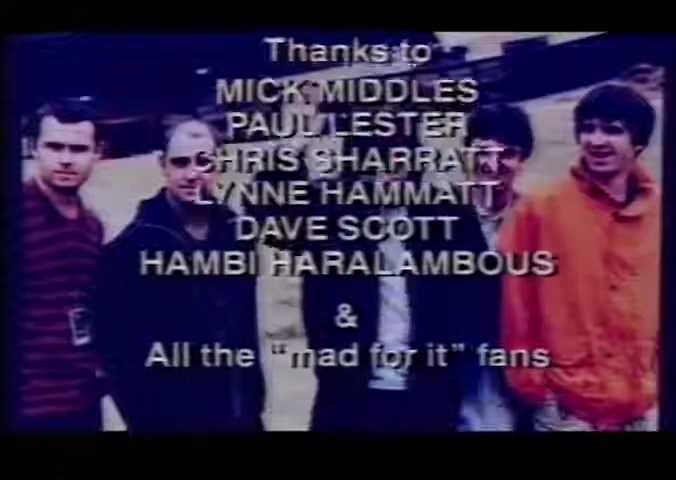 Thanks to
MICK MIDDLES
PAUL LESTER
CHRIS SHARRATT
LYNNE HAMMATT
DAVE SCOTT
HAMBI HARALAMBOUS
&
All the "mad for it" fans